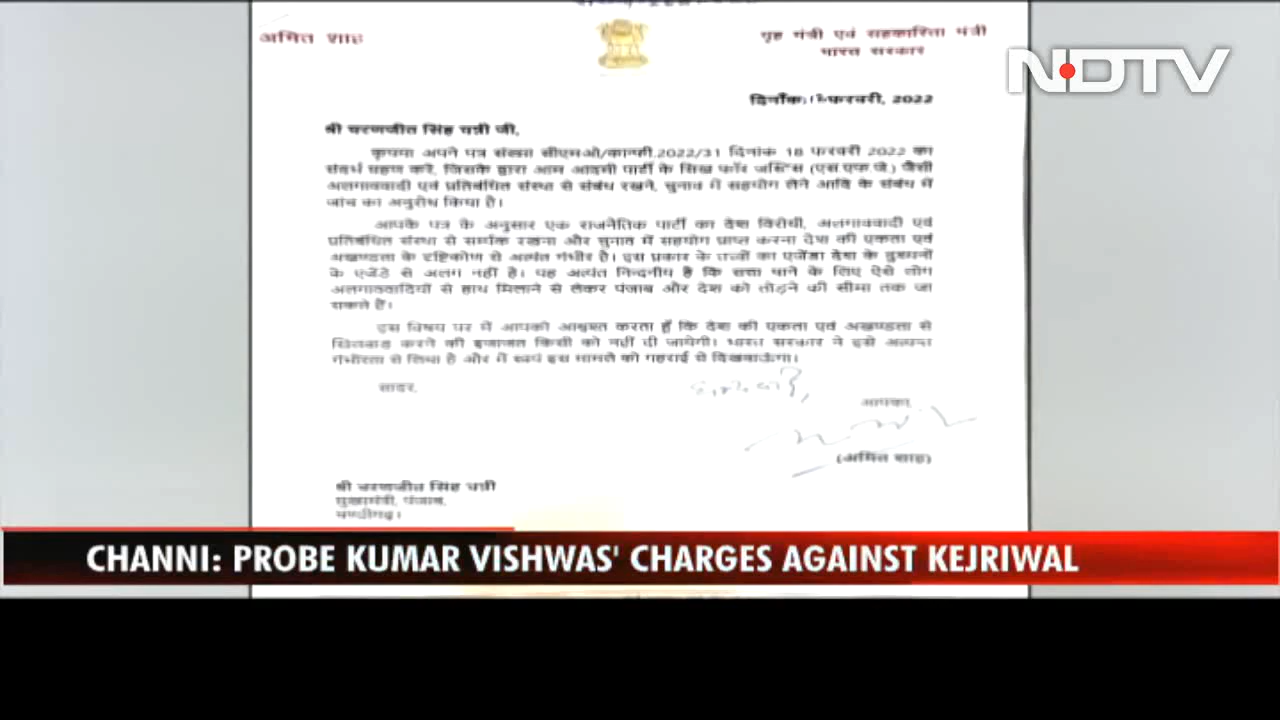 अमित शाह
गृह मंत्री एवं सहकारिता मंत्री
भारत सरकार
NDTV
दिनाँक: फरवरी, 2022
श्री चरणजीत सिंह चन्नी जी,
कृपया अपने पत्र संख्या सीएमओ/कान्फी.2022/31 दिनांक 18 फरवरी 2022 का
संदर्भ ग्रहण करें, जिसके द्वारा आम आदमी पार्टी के सिख फॉर जस्टिस (एस.एफ.जे.) जैसी
अलगाववादी एवं प्रतिबंधित संस्था से संबंध रखने, चुनाव में सहयोग लेने आदि के संबंध में
जांच का अनुरोध किया है।
आपके पत्र के अनुसार एक राजनैतिक पार्टी का देश विरोधी, अलगाववादी एवं
प्रतिबंधित संस्था से सर्म्पक रखना और चुनाव में सहयोग प्राप्त करना देश की एकता एवं
अखण्डता के दृष्टिकोण से अत्यंत गंभीर है। इस प्रकार के तत्वों का एजेंडा देश के दुश्मनों
के एजेंडे से अलग नहीं है। यह अत्यंत निन्दनीय है कि सत्ता पाने के लिए ऐसे लोग
अलगाववादियों से हाथ मिलाने से लेकर पंजाब और देश को तोड़ने की सीमा तक जा
सकते हैं।
इस विषय पर मैं आपको आश्वस्त करता हूँ कि देश की एकता एवं अखण्डता से
खिलवाड़ करने की इजाजत किसी को नहीं दी जायेगी। भारत सरकार ने इसे अत्यन्त
गंभीरता से लिया है और मैं स्वयं इस मामले को गहराई से दिखवाऊंगा।
सादर,
आपका,
(अमित शाह)
श्री चरणजीत सिंह चन्नी
मुख्यमंत्री, पंजाब,
चण्डीगढ़।
CHANNI: PROBE KUMAR VISHWAS' CHARGES AGAINST KEJRIWAL